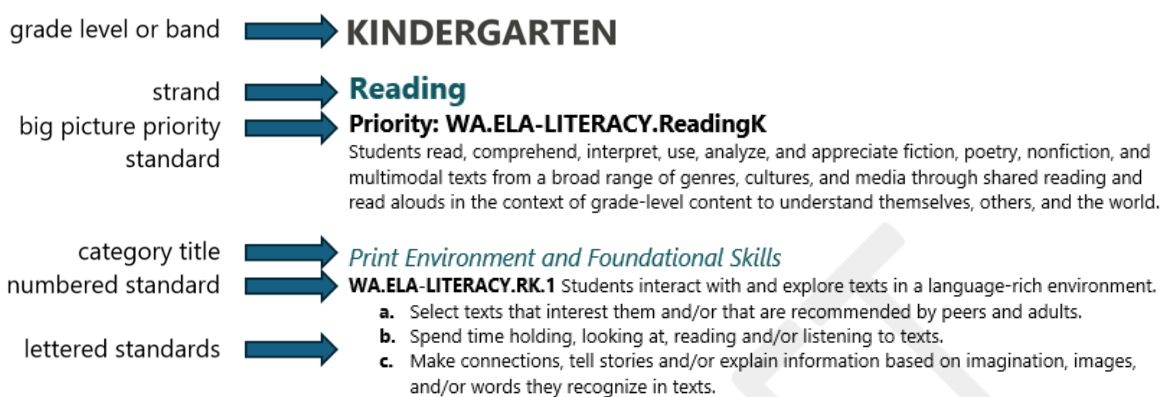 grade level or band KINDERGARTEN
strand Reading
big picture priority Priority: WA.ELA-LITERACY.ReadingK
standard Students read, comprehend, interpret, use, analyze, and appreciate fiction, poetry, nonfiction, and
multimodal texts from a broad range of genres, cultures, and media through shared reading and
read alouds in the context of grade-level content to understand themselves, others, and the world.
category title Print Environment and Foundational Skills
numbered standard WA.ELA-LITERACY.RK.1 Students interact with and explore texts in a language-rich environment.
a. Select texts that interest them and/or that are recommended by peers and adults.
b. Spend time holding, looking at, reading and/or listening to texts.
lettered standards c. Make connections, tell stories and/or explain information based on imagination, images,
and/or words they recognize in texts.